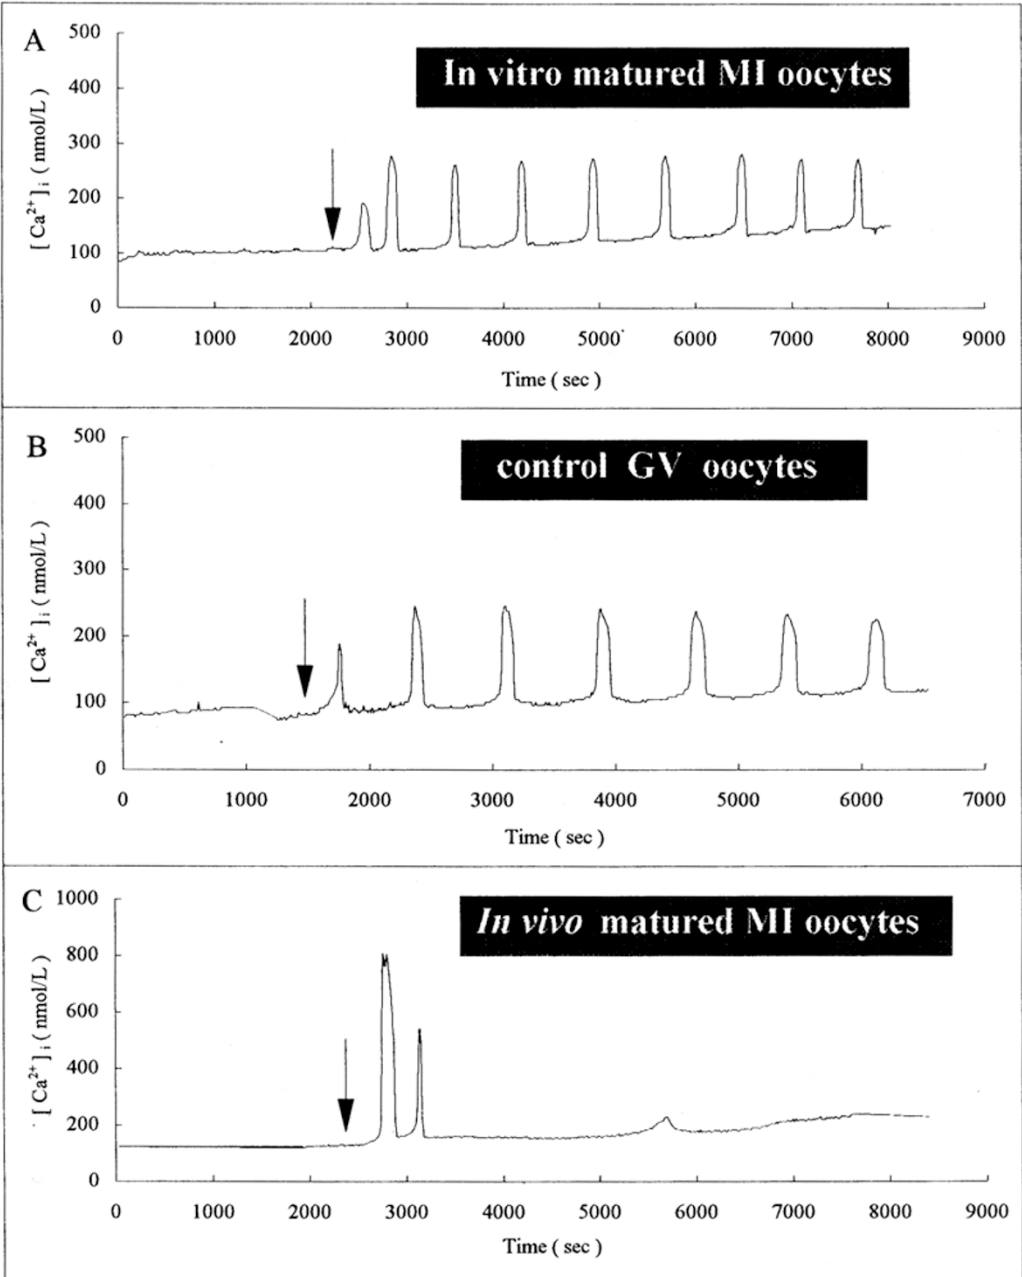 A
In vitro matured MI oocytes
500
400
300
200
100
0
[ Ca²⁺ ]ᵢ ( nmol/L )
0 1000 2000 3000 4000 5000 6000 7000 8000 9000
Time ( sec )
B
control GV oocytes
500
400
300
200
100
0
[ Ca²⁺ ]ᵢ ( nmol/L )
0 1000 2000 3000 4000 5000 6000 7000
Time ( sec )
C
In vivo matured MI oocytes
1000
800
600
400
200
0
[ Ca²⁺ ]ᵢ ( nmol/L )
0 1000 2000 3000 4000 5000 6000 7000 8000 9000
Time ( sec )